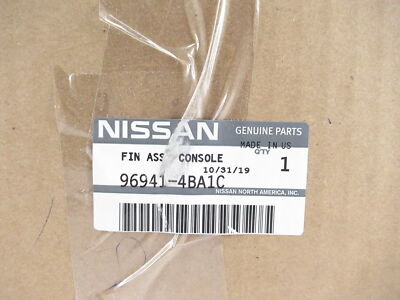 NISSAN GENUINE PARTS
MADE IN US
FIN ASSY CONSOLE QTY 1
10/31/19
96941-4BA1C
NISSAN NORTH AMERICA, INC.